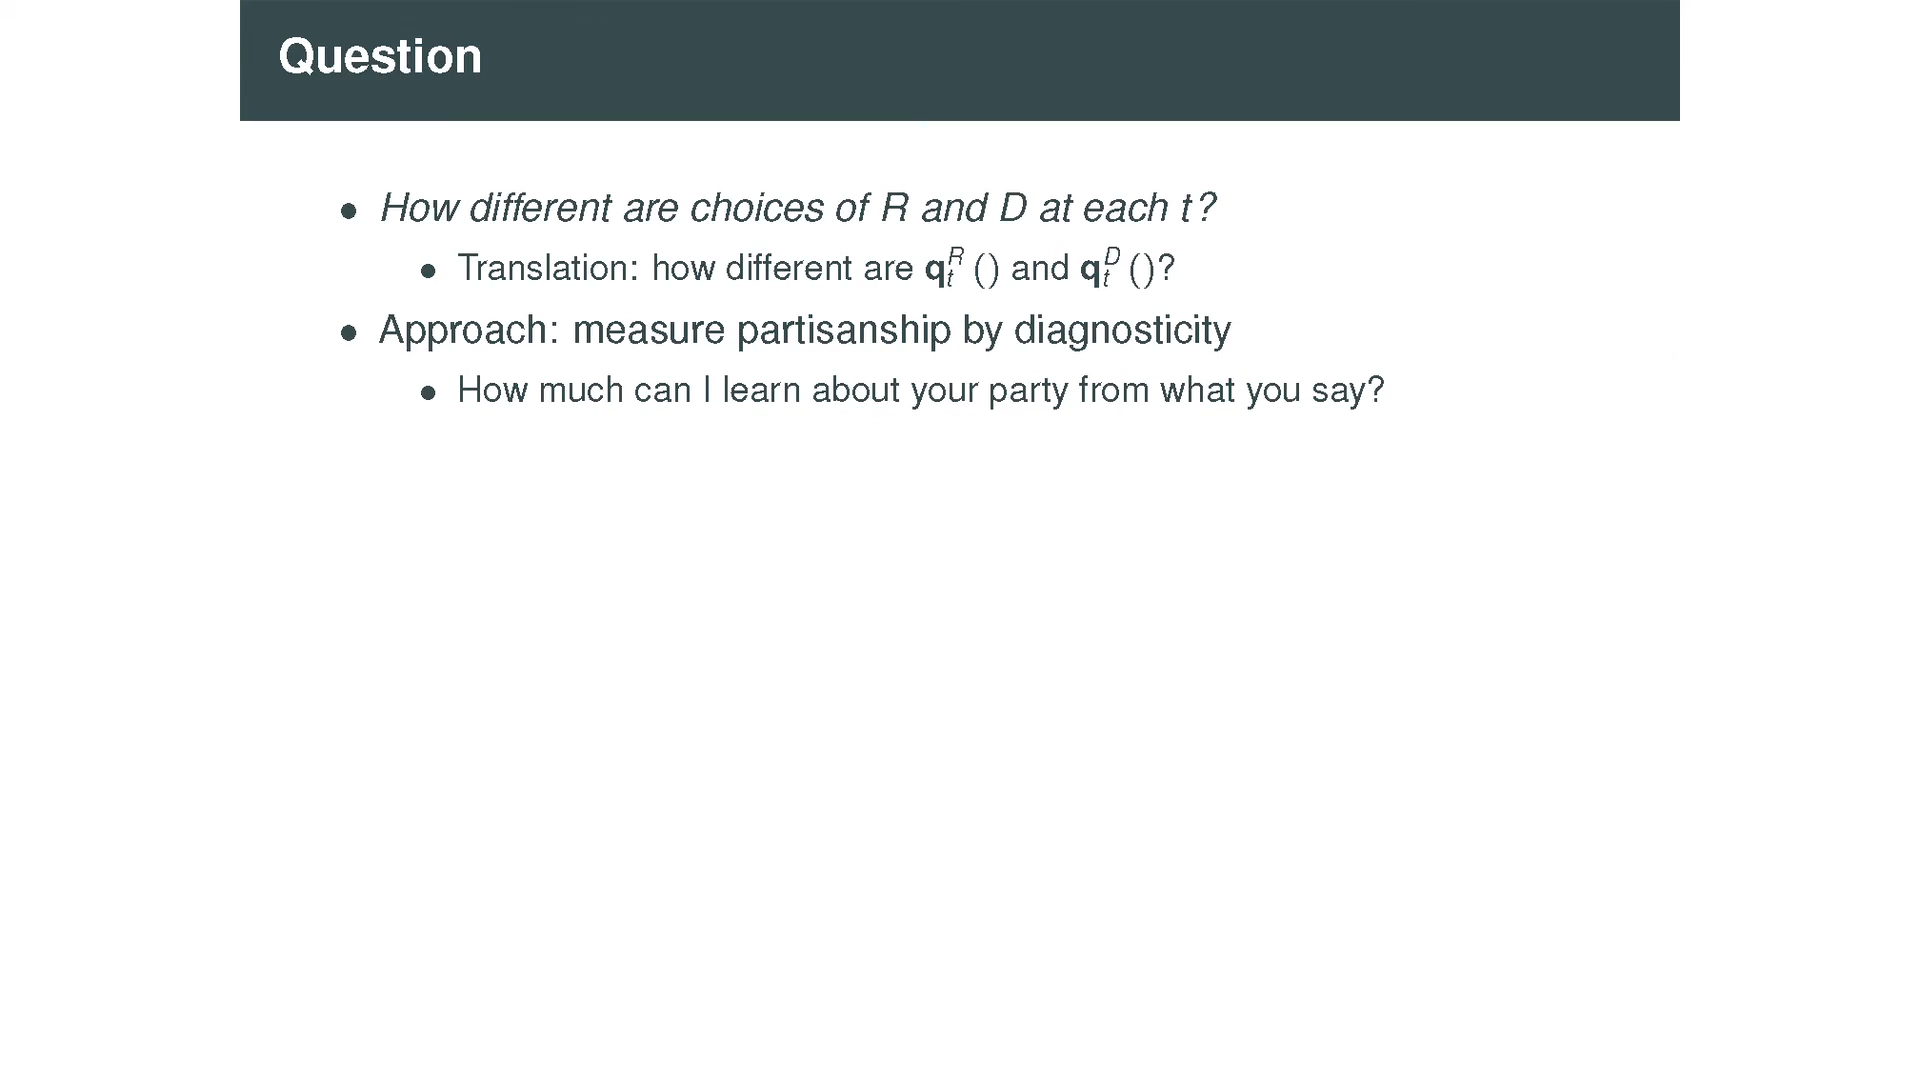 Question
• How different are choices of R and D at each t?
• Translation: how different are q_t^R () and q_t^D ()?
• Approach: measure partisanship by diagnosticity
• How much can I learn about your party from what you say?